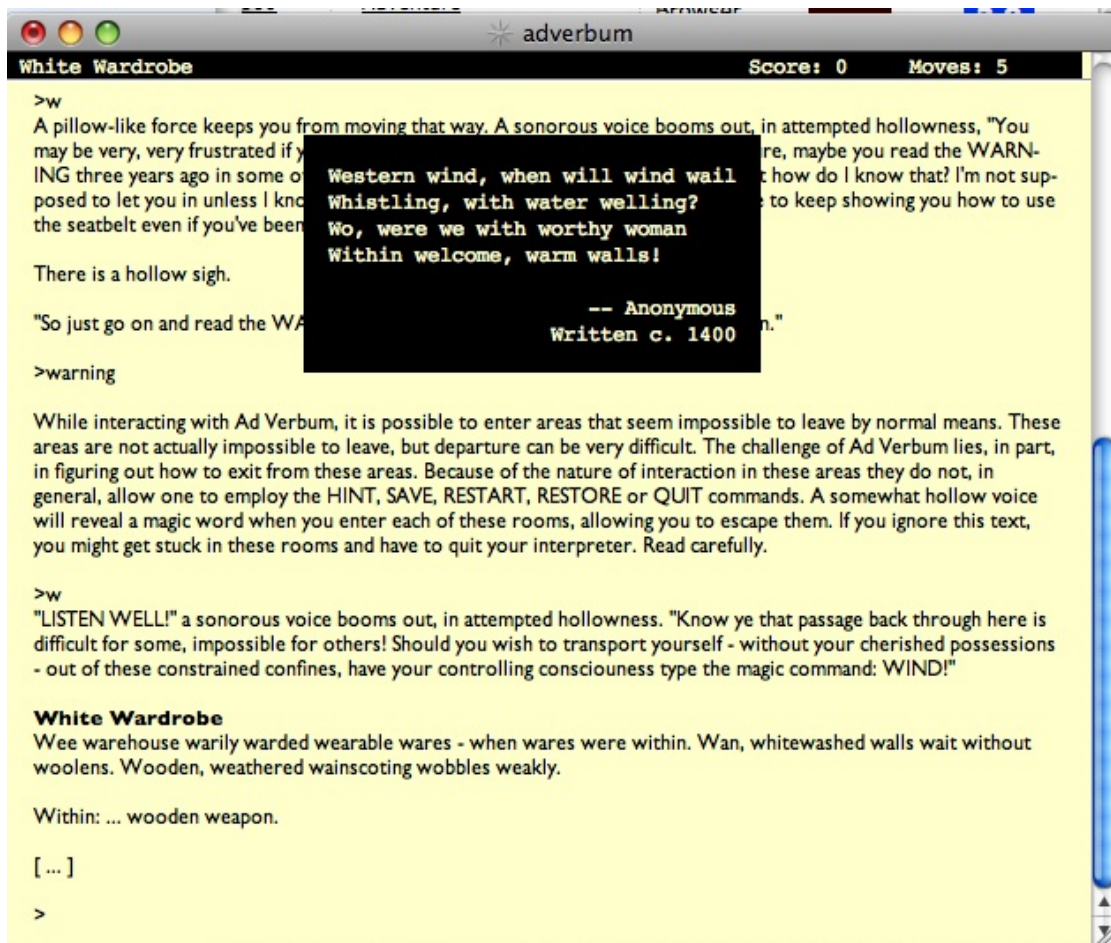 adverbum
White Wardrobe Score: 0 Moves: 5
>w
A pillow-like force keeps you from moving that way. A sonorous voice booms out, in attempted hollowness, "You
may be very, very frustrated if y
re, maybe you read the WARN-
ING three years ago in some o
t how do I know that? I'm not sup-
posed to let you in unless I kno
to keep showing you how to use
the seatbelt even if you've been
Western wind, when will wind wail
Whistling, with water welling?
Wo, were we with worthy woman
Within welcome, warm walls!
-- Anonymous
Written c. 1400
There is a hollow sigh.
"So just go on and read the WA
n."
>warning
While interacting with Ad Verbum, it is possible to enter areas that seem impossible to leave by normal means. These
areas are not actually impossible to leave, but departure can be very difficult. The challenge of Ad Verbum lies, in part,
in figuring out how to exit from these areas. Because of the nature of interaction in these areas they do not, in
general, allow one to employ the HINT, SAVE, RESTART, RESTORE or QUIT commands. A somewhat hollow voice
will reveal a magic word when you enter each of these rooms, allowing you to escape them. If you ignore this text,
you might get stuck in these rooms and have to quit your interpreter. Read carefully.
>w
"LISTEN WELL!" a sonorous voice booms out, in attempted hollowness. "Know ye that passage back through here is
difficult for some, impossible for others! Should you wish to transport yourself - without your cherished possessions
- out of these constrained confines, have your controlling consciouness type the magic command: WIND!"
White Wardrobe
Wee warehouse warily warded wearable wares - when wares were within. Wan, whitewashed walls wait without
woolens. Wooden, weathered wainscoting wobbles weakly.
Within: ... wooden weapon.
[ ... ]
>